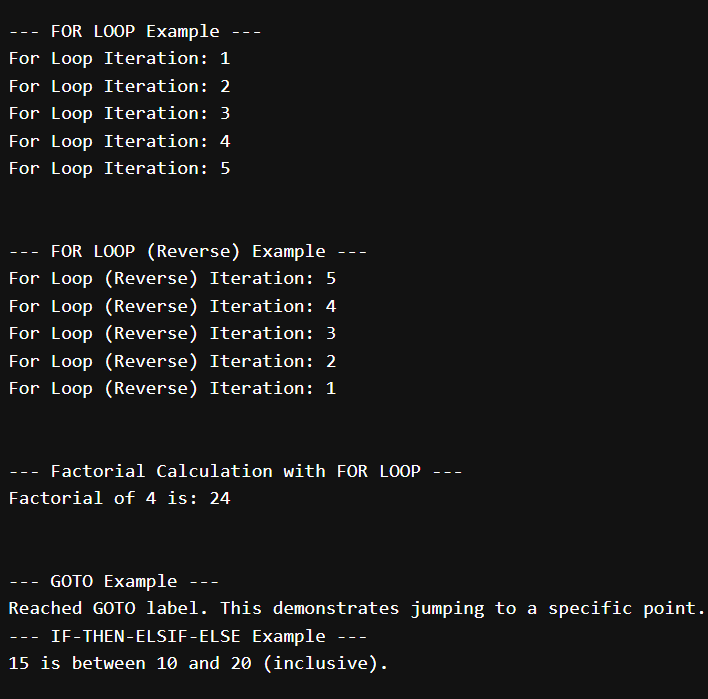 --- FOR LOOP Example ---
For Loop Iteration: 1
For Loop Iteration: 2
For Loop Iteration: 3
For Loop Iteration: 4
For Loop Iteration: 5
--- FOR LOOP (Reverse) Example ---
For Loop (Reverse) Iteration: 5
For Loop (Reverse) Iteration: 4
For Loop (Reverse) Iteration: 3
For Loop (Reverse) Iteration: 2
For Loop (Reverse) Iteration: 1
--- Factorial Calculation with FOR LOOP ---
Factorial of 4 is: 24
--- GOTO Example ---
Reached GOTO label. This demonstrates jumping to a specific point.
--- IF-THEN-ELSIF-ELSE Example ---
15 is between 10 and 20 (inclusive).